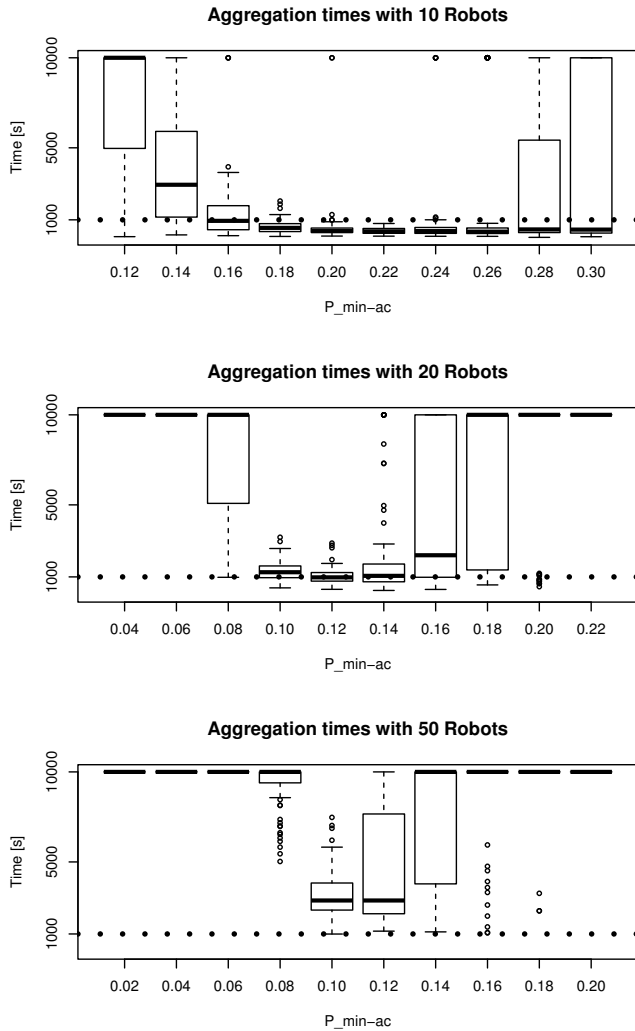 Aggregation times with 10 Robots
Time [s]
10000
5000
1000
0.12 0.14 0.16 0.18 0.20 0.22 0.24 0.26 0.28 0.30
P_min−ac
Aggregation times with 20 Robots
Time [s]
10000
5000
1000
0.04 0.06 0.08 0.10 0.12 0.14 0.16 0.18 0.20 0.22
P_min−ac
Aggregation times with 50 Robots
Time [s]
10000
5000
1000
0.02 0.04 0.06 0.08 0.10 0.12 0.14 0.16 0.18 0.20
P_min−ac